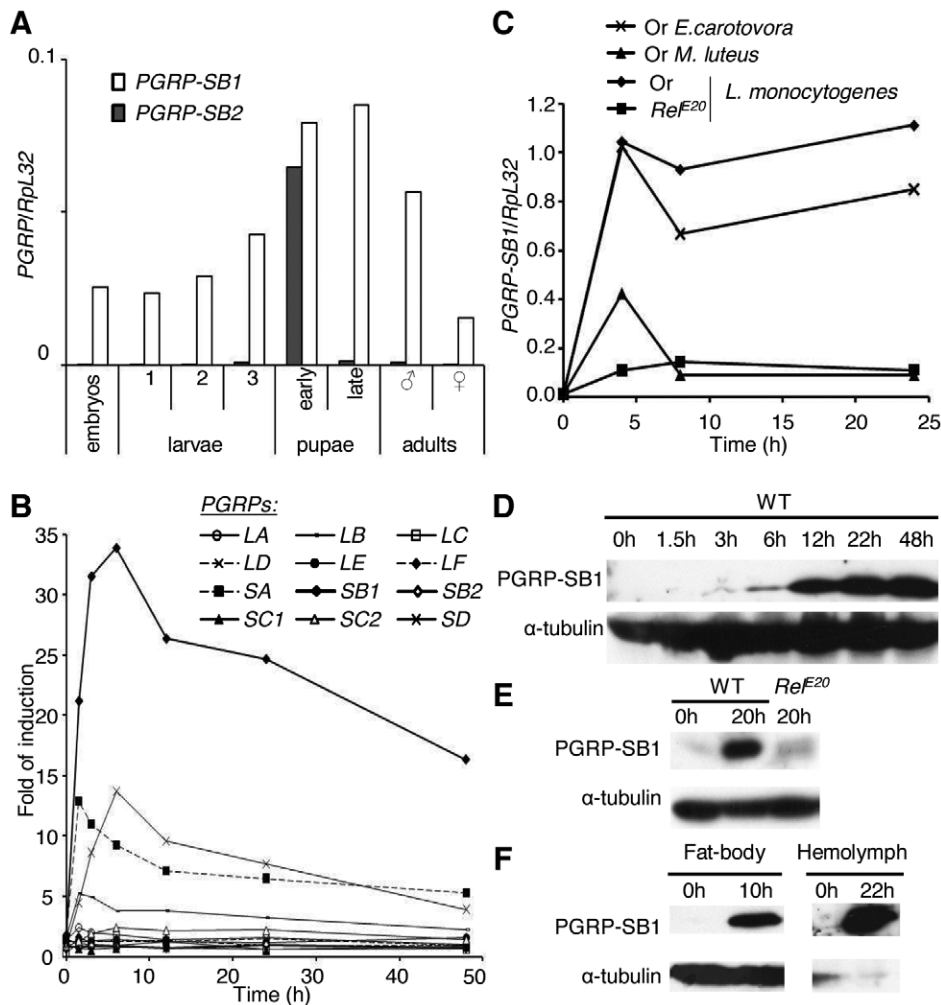 A
0.1
PGRP-SB1
PGRP-SB2
PGRP/RpL32
0
embryos
1
2
3
early
late
♂
♀
larvae
pupae
adults
C
Or E.carotovora
Or M. luteus
Or
Rel^E20
L. monocytogenes
1.2
1.0
0.8
0.6
0.4
0.2
0.0
PGRP-SB1/RpL32
0 5 10 15 20 25
Time (h)
B
PGRPs:
LA LB LC
LD LE LF
SA SB1 SB2
SC1 SC2 SD
35
30
25
20
15
10
5
0
Fold of induction
0 10 20 30 40 50
Time (h)
D
WT
0h 1.5h 3h 6h 12h 22h 48h
PGRP-SB1
α-tubulin
E
WT Rel^E20
0h 20h 20h
PGRP-SB1
α-tubulin
F
Fat-body Hemolymph
0h 10h 0h 22h
PGRP-SB1
α-tubulin